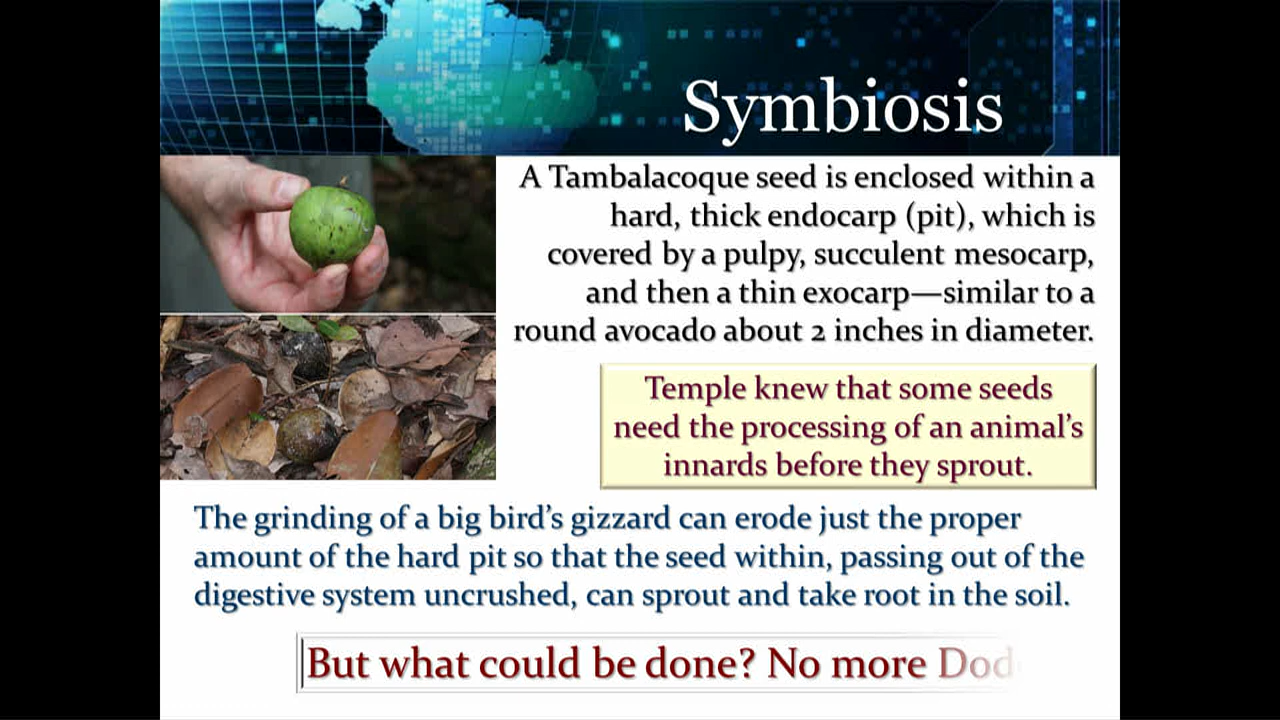 Symbiosis
A Tambalacoque seed is enclosed within a
hard, thick endocarp (pit), which is
covered by a pulpy, succulent mesocarp,
and then a thin exocarp—similar to a
round avocado about 2 inches in diameter.
Temple knew that some seeds
need the processing of an animal's
innards before they sprout.
The grinding of a big bird's gizzard can erode just the proper
amount of the hard pit so that the seed within, passing out of the
digestive system uncrushed, can sprout and take root in the soil.
But what could be done? No more Dod